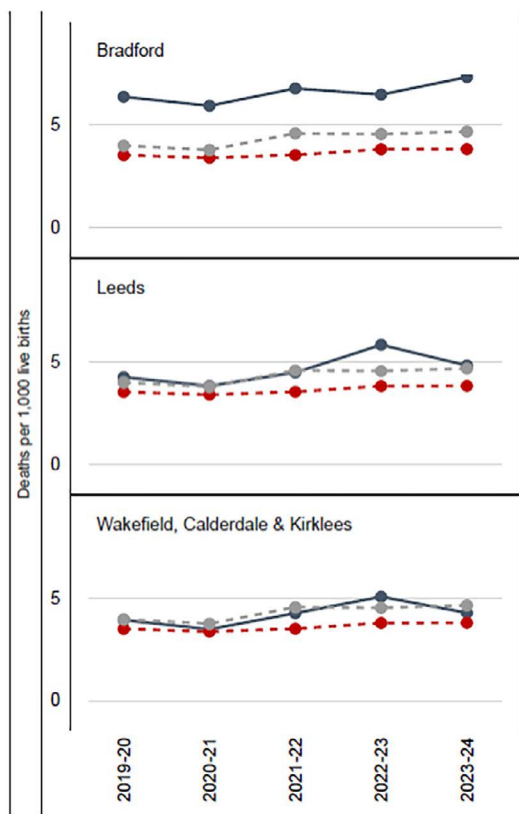 Deaths per 1,000 live births
Bradford
5
0
Leeds
5
0
Wakefield, Calderdale & Kirklees
5
0
2019-20
2020-21
2021-22
2022-23
2023-24